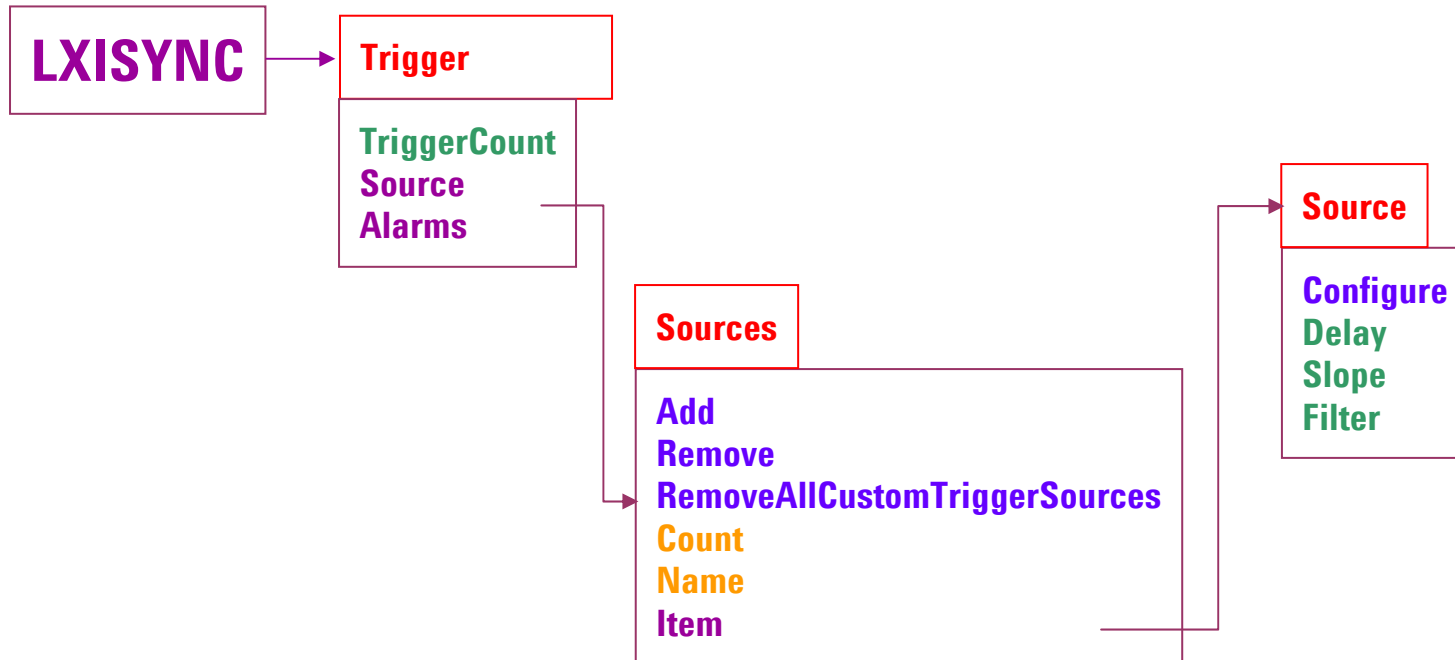 LXISYNC
Trigger
TriggerCount
Source
Alarms
Sources
Add
Remove
RemoveAllCustomTriggerSources
Count
Name
Item
Source
Configure
Delay
Slope
Filter